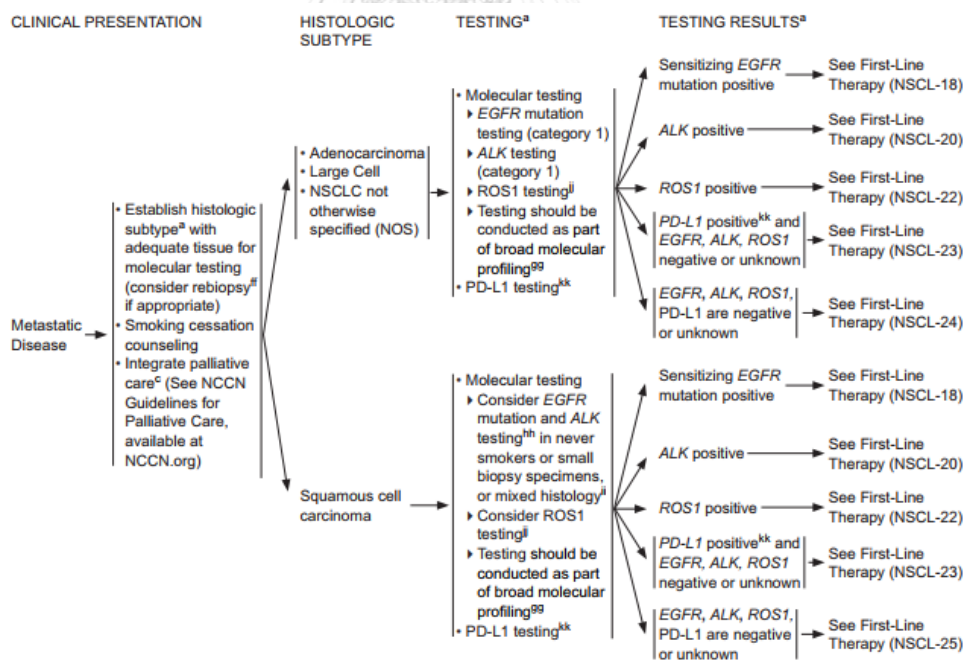 CLINICAL PRESENTATION
HISTOLOGIC
SUBTYPE
TESTINGᵃ
TESTING RESULTSᵃ
Metastatic
Disease
• Establish histologic
subtypeᵃ with
adequate tissue for
molecular testing
(consider rebiopsyᶠᶠ
if appropriate)
• Smoking cessation
counseling
• Integrate palliative
careᶜ (See NCCN
Guidelines for
Palliative Care,
available at
NCCN.org)
• Adenocarcinoma
• Large Cell
• NSCLC not
otherwise
specified (NOS)
• Molecular testing
EGFR mutation
testing (category 1)
ALK testing
(category 1)
ROS1 testingʲʲ
Testing should be
conducted as part
of broad molecular
profilingᵍᵍ
• PD-L1 testingᵏᵏ
Sensitizing EGFR
mutation positive
See First-Line
Therapy (NSCL-18)
ALK positive
See First-Line
Therapy (NSCL-20)
ROS1 positive
See First-Line
Therapy (NSCL-22)
PD-L1 positiveᵏᵏ and
EGFR, ALK, ROS1
negative or unknown
See First-Line
Therapy (NSCL-23)
EGFR, ALK, ROS1,
PD-L1 are negative
or unknown
See First-Line
Therapy (NSCL-24)
Squamous cell
carcinoma
• Molecular testing
Consider EGFR
mutation and ALK
testingʰʰ in never
smokers or small
biopsy specimens,
or mixed histologyⁱⁱ
Consider ROS1
testingʲʲ
Testing should be
conducted as part
of broad molecular
profilingᵍᵍ
• PD-L1 testingᵏᵏ
Sensitizing EGFR
mutation positive
See First-Line
Therapy (NSCL-18)
ALK positive
See First-Line
Therapy (NSCL-20)
ROS1 positive
See First-Line
Therapy (NSCL-22)
PD-L1 positiveᵏᵏ and
EGFR, ALK, ROS1
negative or unknown
See First-Line
Therapy (NSCL-23)
EGFR, ALK, ROS1,
PD-L1 are negative
or unknown
See First-Line
Therapy (NSCL-25)